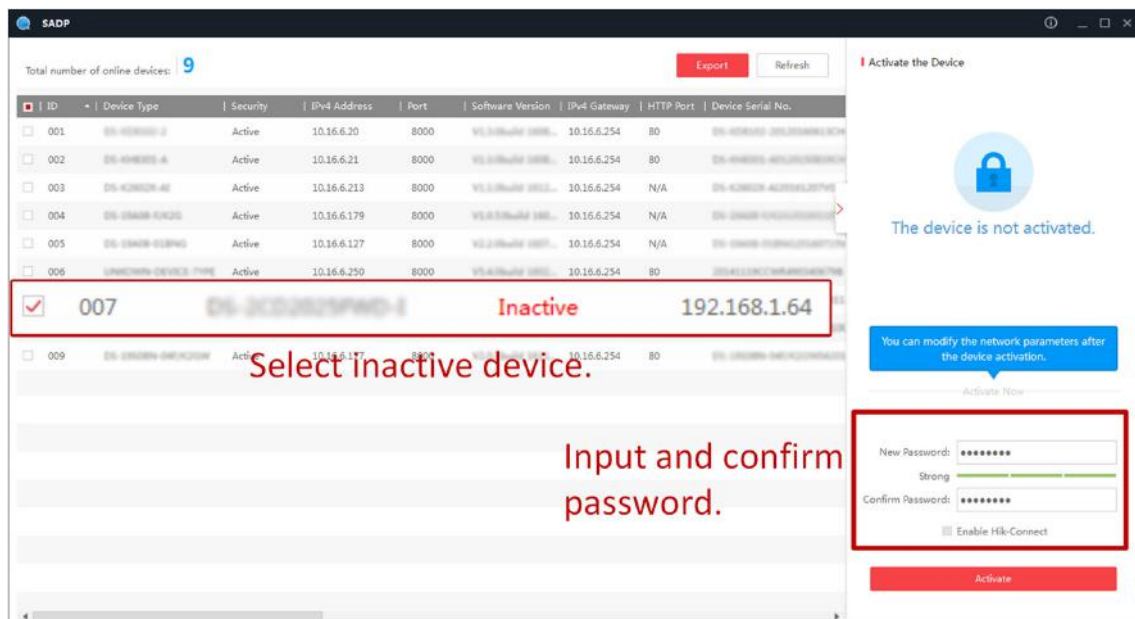 SADP
Total number of online devices: 9
Export Refresh
ID Device Type Security IPv4 Address Port Software Version IPv4 Gateway HTTP Port Device Serial No.
001 Active 10.16.6.20 8000 10.16.6.254 80
002 Active 10.16.6.21 8000 10.16.6.254 80
003 Active 10.16.6.213 8000 10.16.6.254 N/A
004 Active 10.16.6.179 8000 10.16.6.254 N/A
005 Active 10.16.6.127 8000 10.16.6.254 N/A
006 Active 10.16.6.250 8000 10.16.6.254 80
007 Inactive 192.168.1.64
009 10.16.6.254 80
Select inactive device.
Input and confirm
password.
Activate the Device
The device is not activated.
You can modify the network parameters after
the device activation.
Activate Now
New Password: ●●●●●●●●
Strong
Confirm Password: ●●●●●●●●
Enable Hik-Connect
Activate